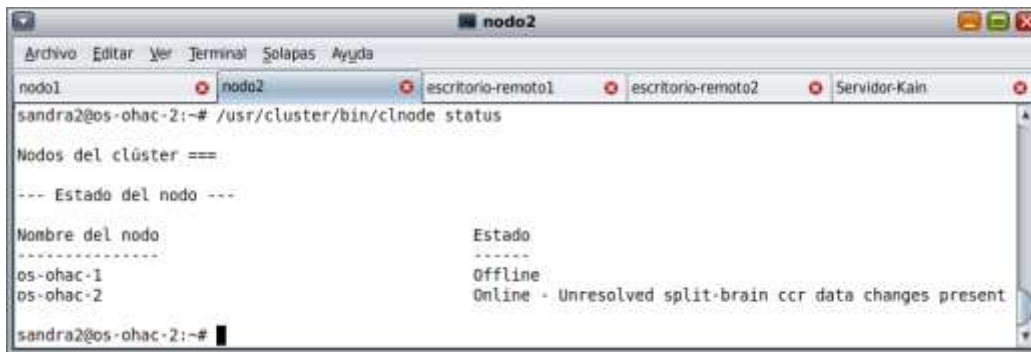 nodo2
Archivo Editar Ver Terminal Solapas Ayuda
nodo1 nodo2 escritorio-remoto1 escritorio-remoto2 Servidor-Kain
sandra2@os-ohac-2:~# /usr/cluster/bin/clnode status
Nodos del clúster ===
--- Estado del nodo ---
Nombre del nodo Estado
--------------- ------
os-ohac-1 Offline
os-ohac-2 Online - Unresolved split-brain ccr data changes present
sandra2@os-ohac-2:~#